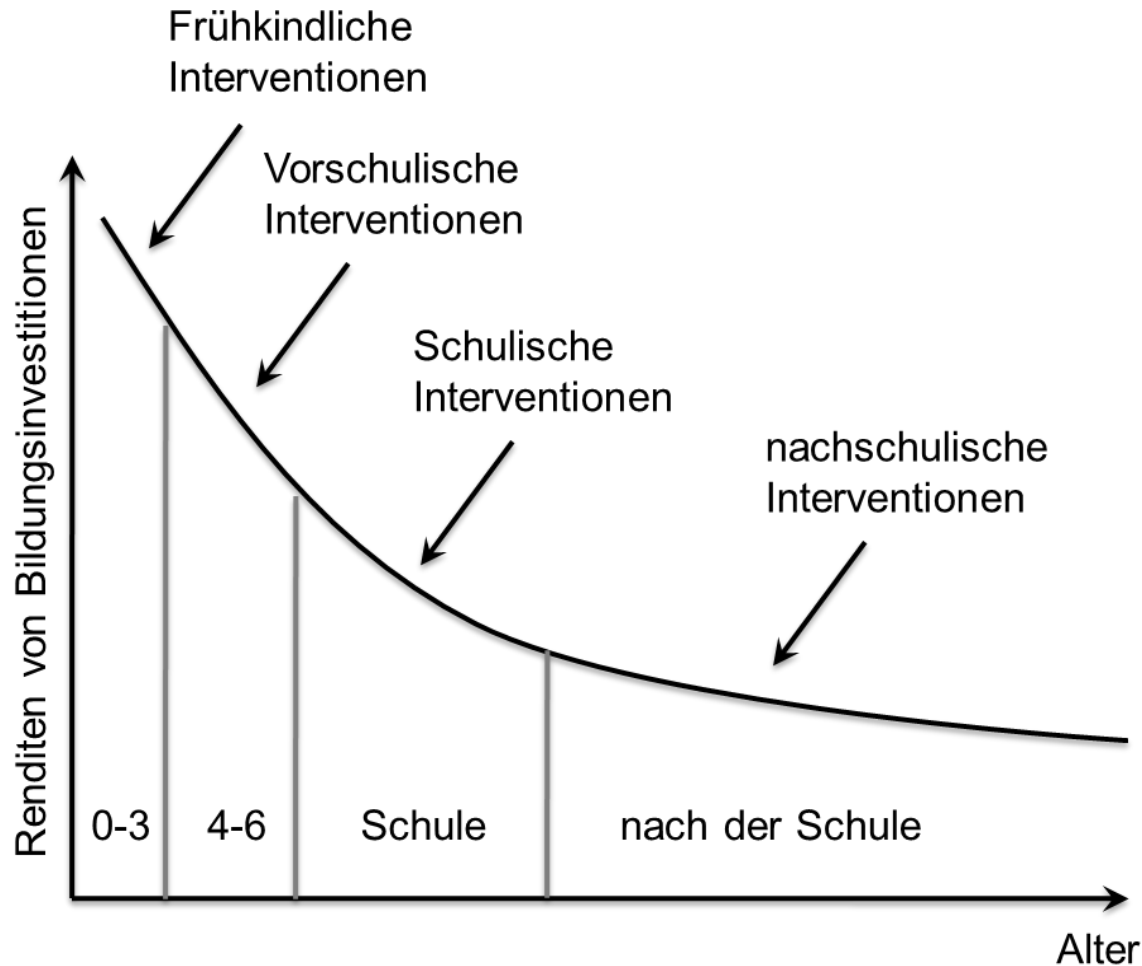 Frühkindliche
Interventionen
Vorschulische
Interventionen
Schulische
Interventionen
nachschulische
Interventionen
Renditen von Bildungsinvestitionen
0-3
4-6
Schule
nach der Schule
Alter